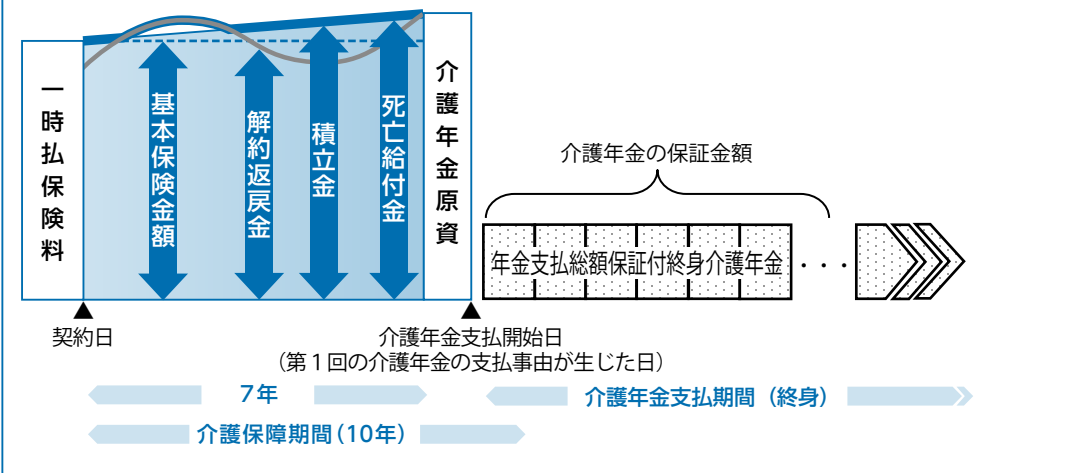 一時払保険料
基本保険金額
解約返戻金
積立金
死亡給付金
介護年金原資
介護年金の保証金額
年金支払総額保証付終身介護年金
・・・
契約日
介護年金支払開始日
（第１回の介護年金の支払事由が生じた日）
7年
介護年金支払期間（終身）
介護保障期間（10年）